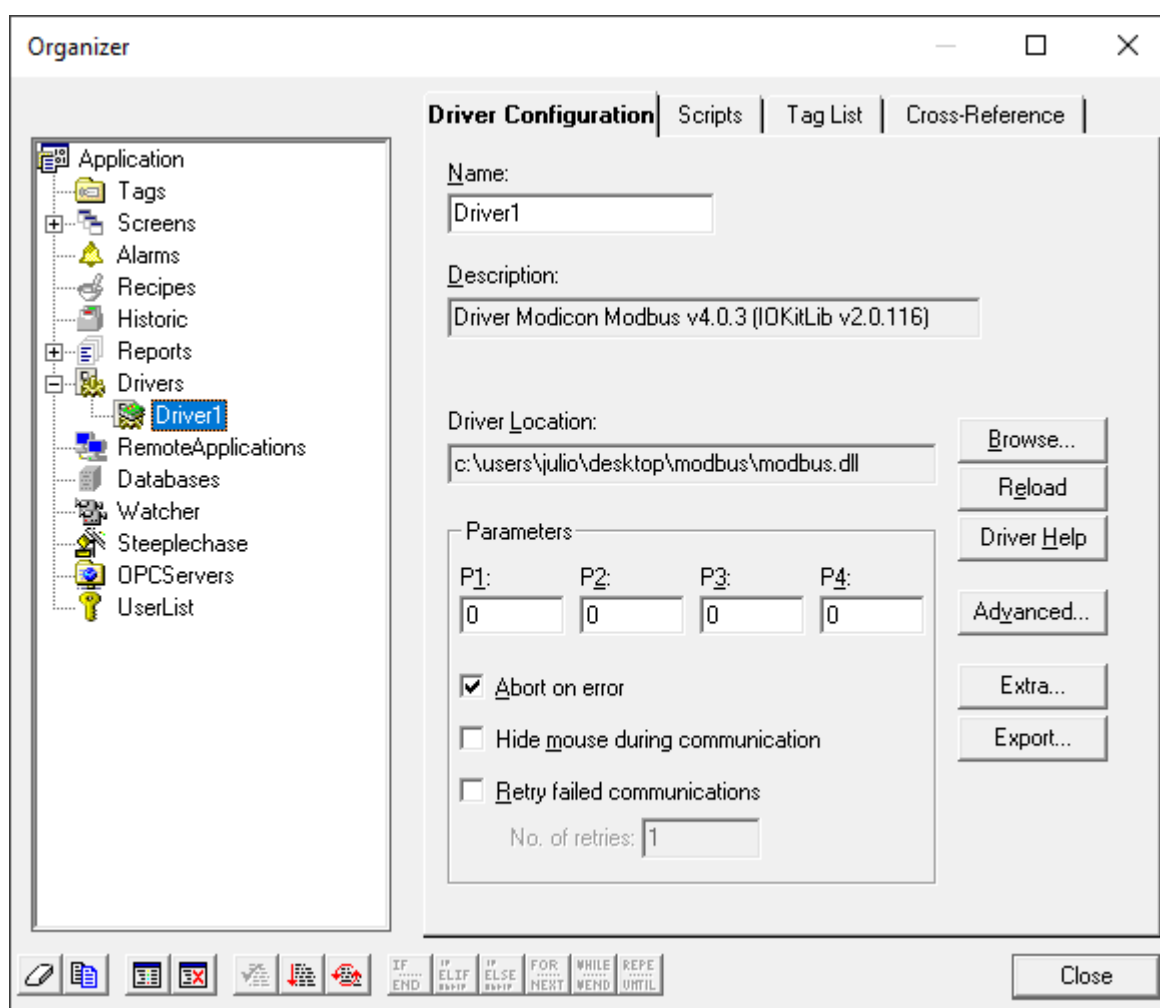 Organizer
Driver Configuration Scripts Tag List Cross-Reference
Application
Tags
Screens
Alarms
Recipes
Historic
Reports
Drivers
Driver1
RemoteApplications
Databases
Watcher
Steeplechase
OPCServers
UserList
Name:
Driver1
Description:
Driver Modicon Modbus v4.0.3 (IOKitLib v2.0.116)
Driver Location:
c:\users\julio\desktop\modbus\modbus.dll
Browse...
Reload
Driver Help
Parameters
P1: P2: P3: P4:
0 0 0 0
Advanced...
Abort on error
Extra...
Hide mouse during communication
Export...
Retry failed communications
No. of retries: 1
IF IF IF FOR WHILE REPE
END ELIF ELSE NEXT WEND UNTIL
Close